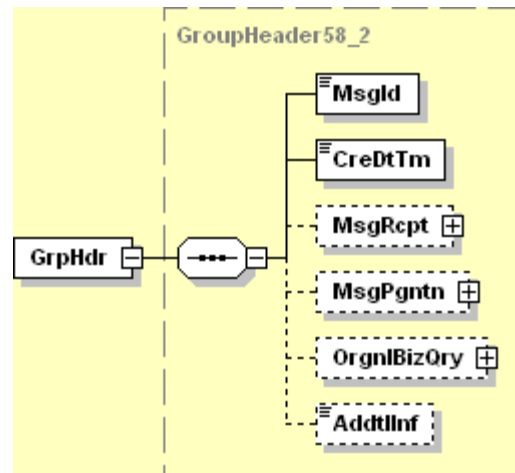 GroupHeader58_2
MsgId
CreDtTm
MsgRcpt
GrpHdr
MsgPgntn
OrgnlBizQry
AddtlInf